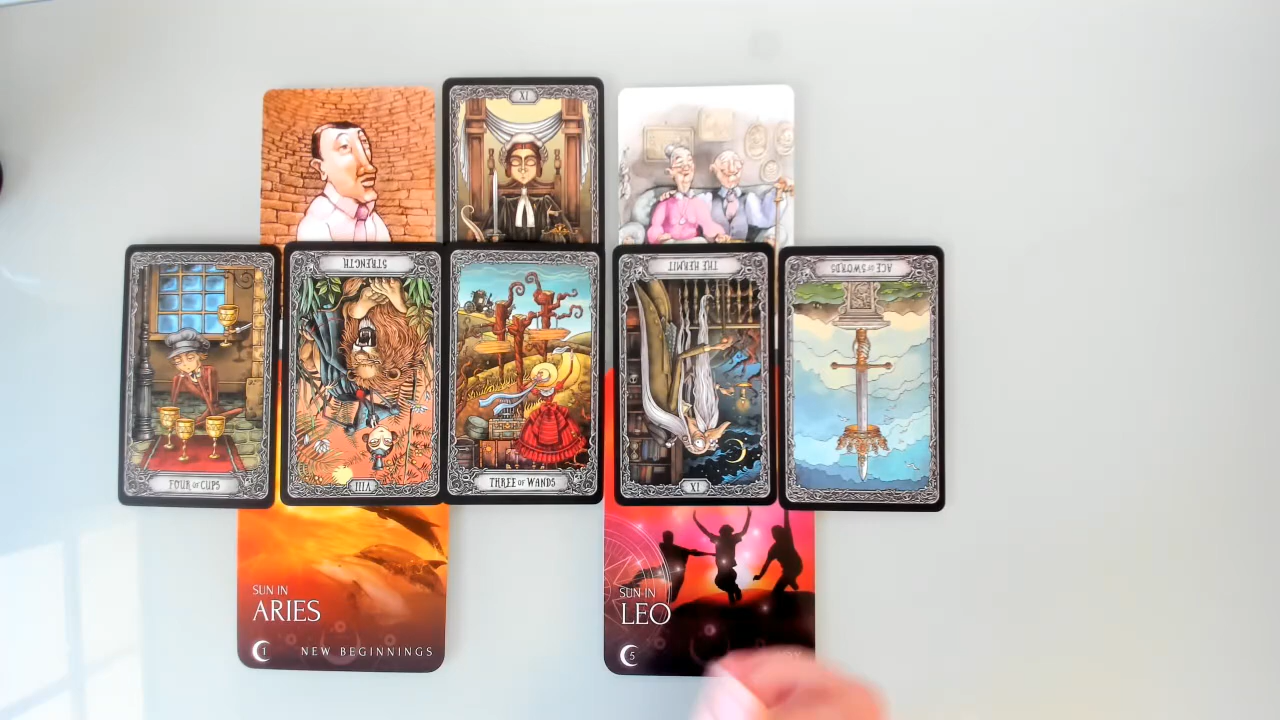 XI
FOUR OF CUPS
STRENGTH
VIII
THREE OF WANDS
THE HERMIT
IX
ACE OF SWORDS
SUN IN
ARIES
1
NEW BEGINNINGS
SUN IN
LEO
5